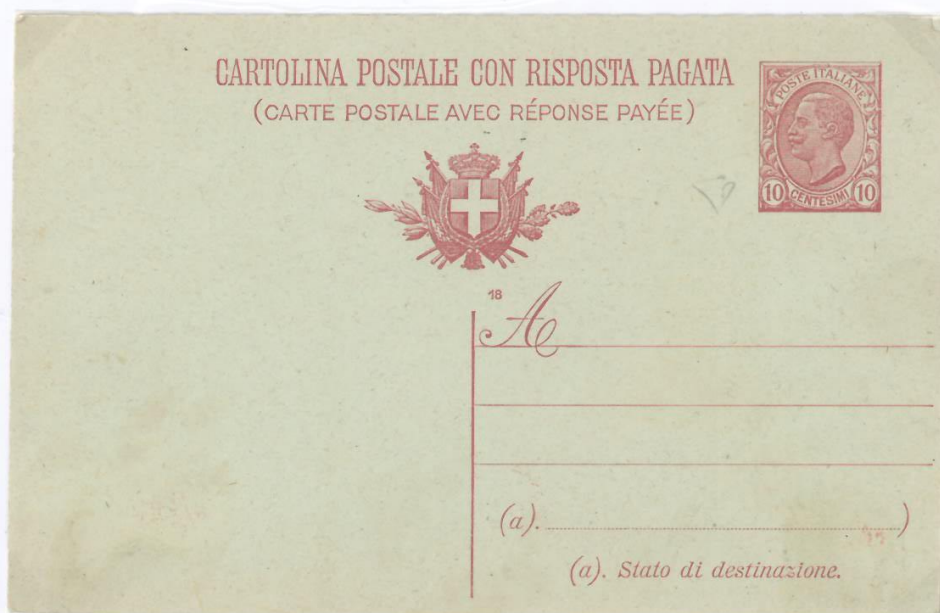 CARTOLINA POSTALE CON RISPOSTA PAGATA
(CARTE POSTALE AVEC RÉPONSE PAYÉE)
POSTE ITALIANE
10 CENTESIMI 10
18
A
(a). )
(a). Stato di destinazione.